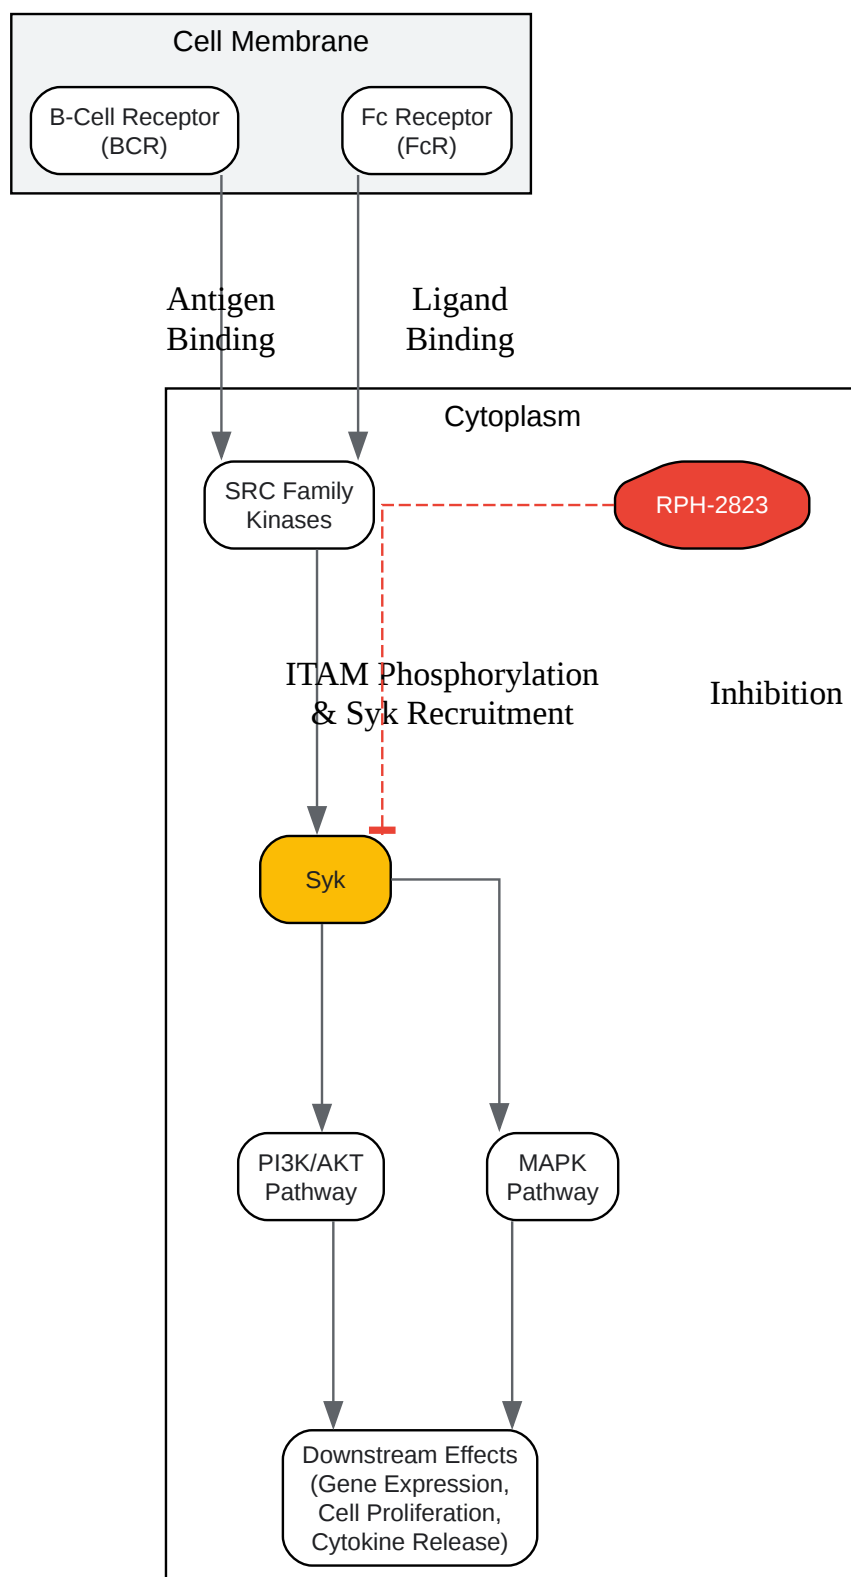 Cell Membrane
B-Cell Receptor
(BCR)
Fc Receptor
(FcR)
Antigen
Binding
Ligand
Binding
Cytoplasm
SRC Family
Kinases
RPH-2823
ITAM Phosphorylation
& Syk Recruitment
Inhibition
Syk
PI3K/AKT
Pathway
MAPK
Pathway
Downstream Effects
(Gene Expression,
Cell Proliferation,
Cytokine Release)